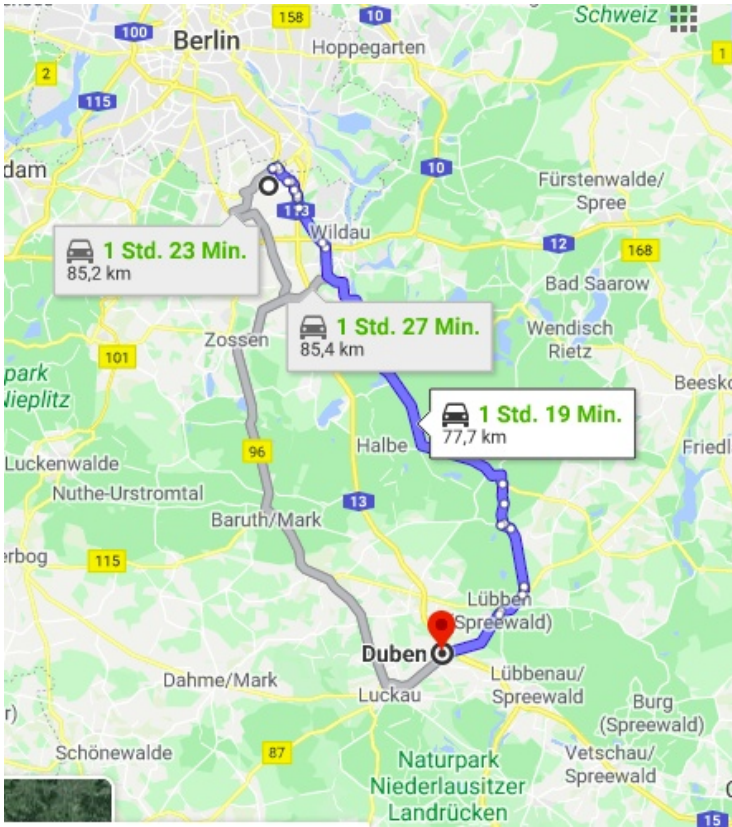 158
10
Schweiz
100
Berlin
Hoppegarten
1
2
115
dam
10
Fürstenwalde/
Spree
113
Wildau
12
168
1 Std. 23 Min.
85,2 km
Bad Saarow
1 Std. 27 Min.
85,4 km
Wendisch
Rietz
Zossen
101
park
Nieplitz
Beesko
1 Std. 19 Min.
77,7 km
Halbe
Friedl
96
Luckenwalde
Nuthe-Urstromtal
13
Baruth/Mark
erbog
115
Lübben
(Spreewald)
Duben
Dahme/Mark
Luckau
Lübbenau/
Spreewald
r)
Burg
(Spreewald)
Schönewalde
87
Naturpark
Niederlausitzer
Landrücken
Vetschau/
Spreewald
15